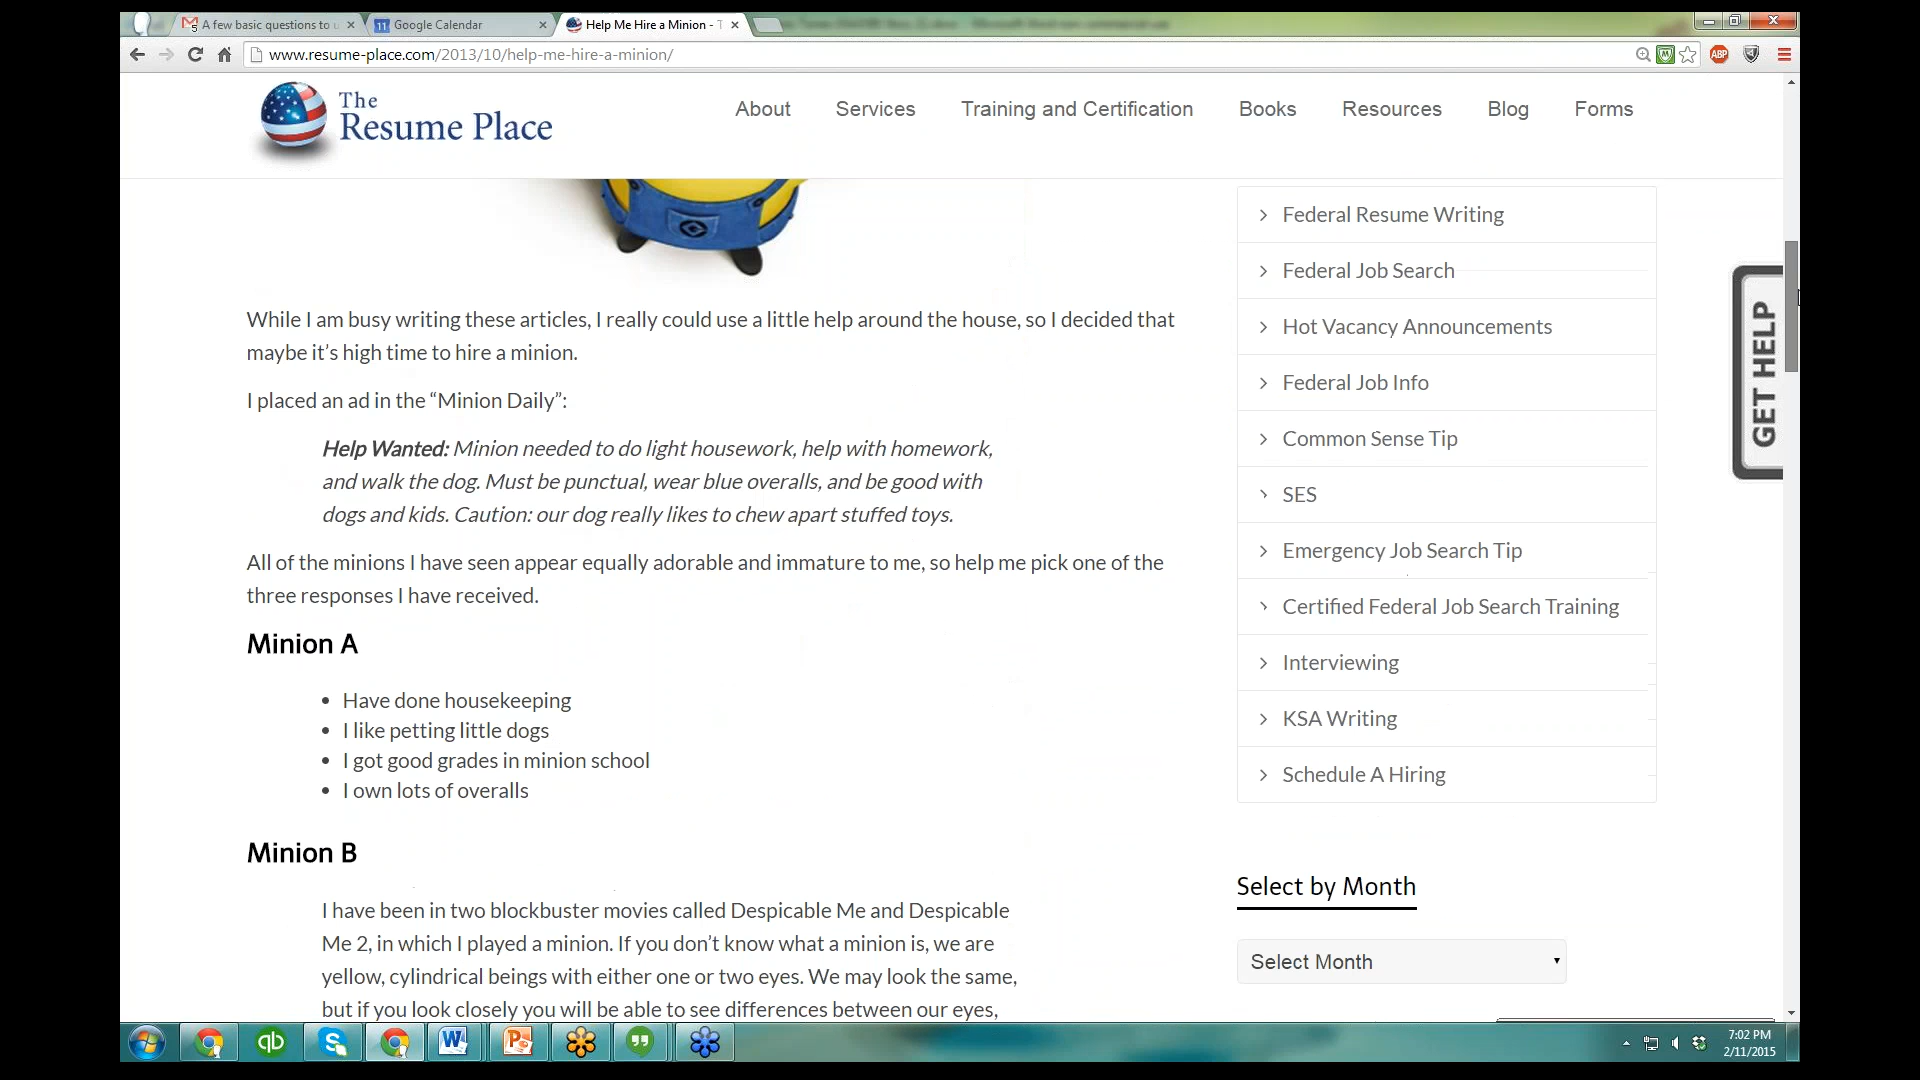 A few basic questions to u
Google Calendar
Help Me Hire a Minion - T
www.resume-place.com/2013/10/help-me-hire-a-minion/
ABP
The
Resume Place
About
Services
Training and Certification
Books
Resources
Blog
Forms
While I am busy writing these articles, I really could use a little help around the house, so I decided that
maybe it’s high time to hire a minion.
I placed an ad in the “Minion Daily”:
Help Wanted: Minion needed to do light housework, help with homework,
and walk the dog. Must be punctual, wear blue overalls, and be good with
dogs and kids. Caution: our dog really likes to chew apart stuffed toys.
All of the minions I have seen appear equally adorable and immature to me, so help me pick one of the
three responses I have received.
Minion A
• Have done housekeeping
• I like petting little dogs
• I got good grades in minion school
• I own lots of overalls
Minion B
I have been in two blockbuster movies called Despicable Me and Despicable
Me 2, in which I played a minion. If you don’t know what a minion is, we are
yellow, cylindrical beings with either one or two eyes. We may look the same,
but if you look closely you will be able to see differences between our eyes,
Federal Resume Writing
Federal Job Search
Hot Vacancy Announcements
Federal Job Info
Common Sense Tip
SES
Emergency Job Search Tip
Certified Federal Job Search Training
Interviewing
KSA Writing
Schedule A Hiring
Select by Month
Select Month
GET HELP
7:02 PM
2/11/2015